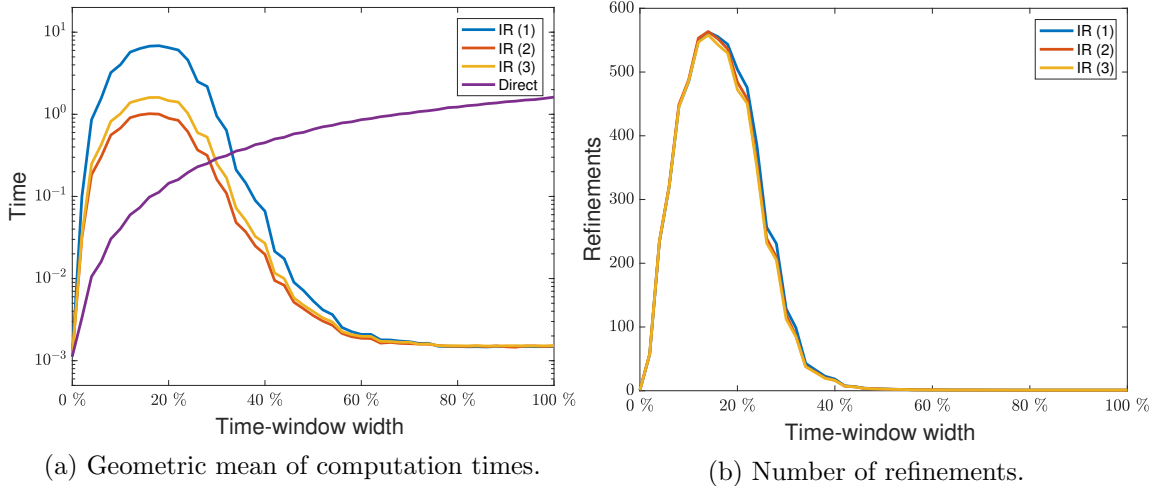 10^1
10^0
10^{-1}
10^{-2}
10^{-3}
Time
IR (1)
IR (2)
IR (3)
Direct
0 % 20 % 40 % 60 % 80 % 100 %
Time-window width
(a) Geometric mean of computation times.
600
500
400
300
200
100
0
Refinements
IR (1)
IR (2)
IR (3)
0 % 20 % 40 % 60 % 80 % 100 %
Time-window width
(b) Number of refinements.